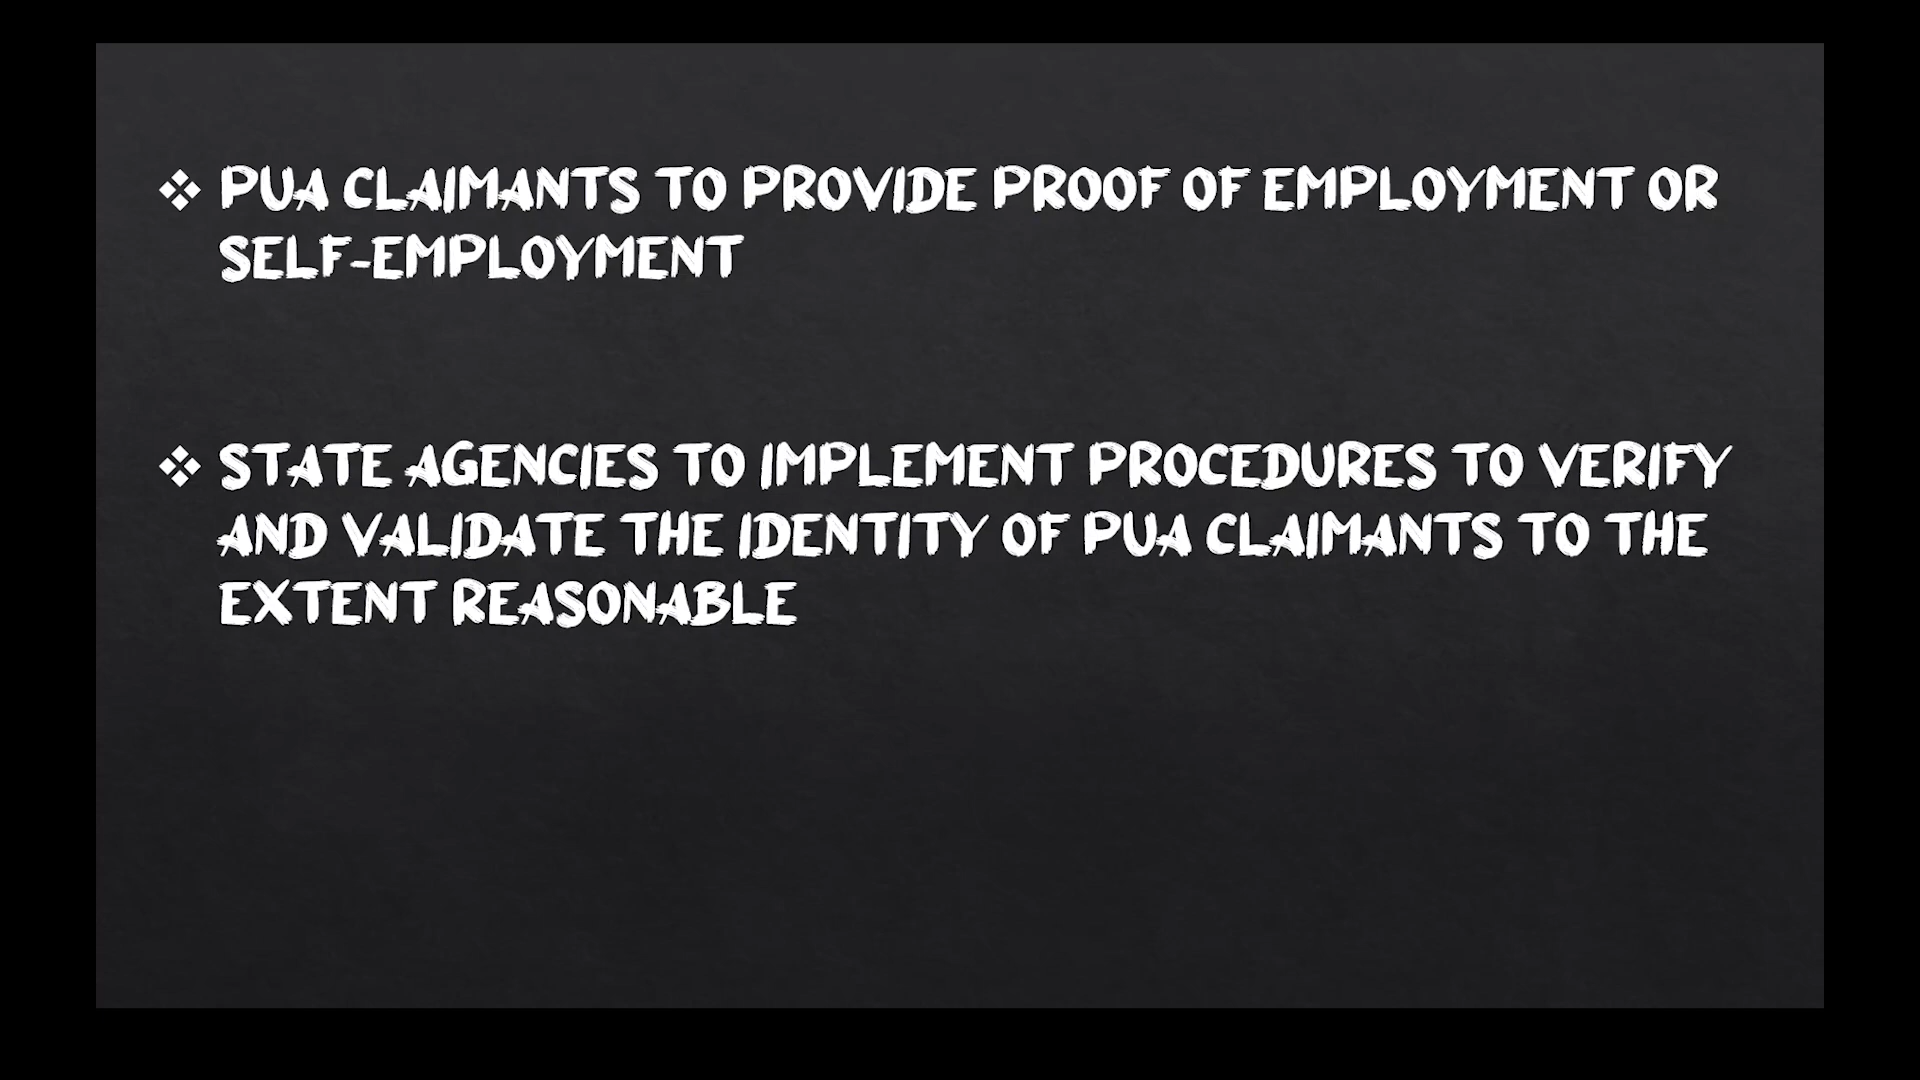 ❖ PUA CLAIMANTS TO PROVIDE PROOF OF EMPLOYMENT OR
SELF-EMPLOYMENT
❖ STATE AGENCIES TO IMPLEMENT PROCEDURES TO VERIFY
AND VALIDATE THE IDENTITY OF PUA CLAIMANTS TO THE
EXTENT REASONABLE